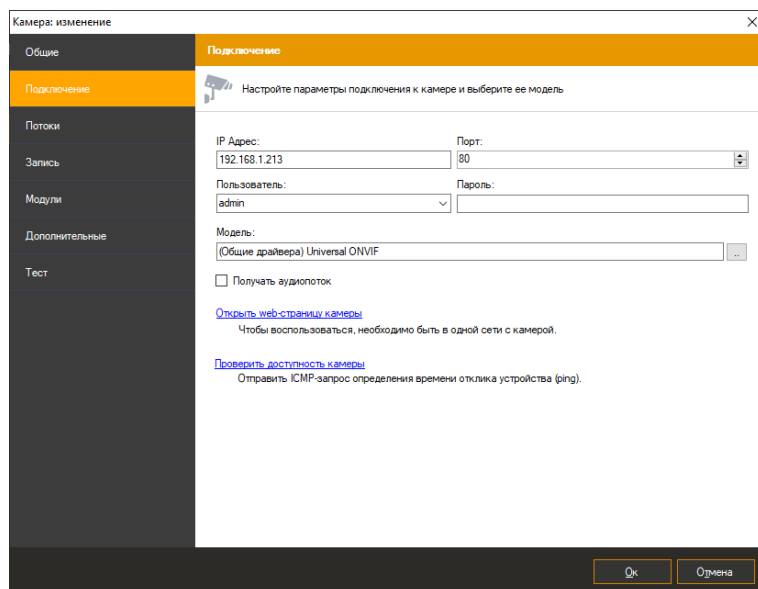 Камера: изменение
Общие
Подключение
Потоки
Запись
Модули
Дополнительные
Тест
Подключение
Настройте параметры подключения к камере и выберите ее модель
IP Адрес:
Порт:
192.168.1.213
80
Пользователь:
Пароль:
admin
Модель:
(Общие драйвера) Universal ONVIF
..
Получать аудиопоток
Открыть web-страницу камеры
Чтобы воспользоваться, необходимо быть в одной сети с камерой.
Проверить доступность камеры
Отправить ICMP-запрос определения времени отклика устройства (ping).
Ок
Отмена